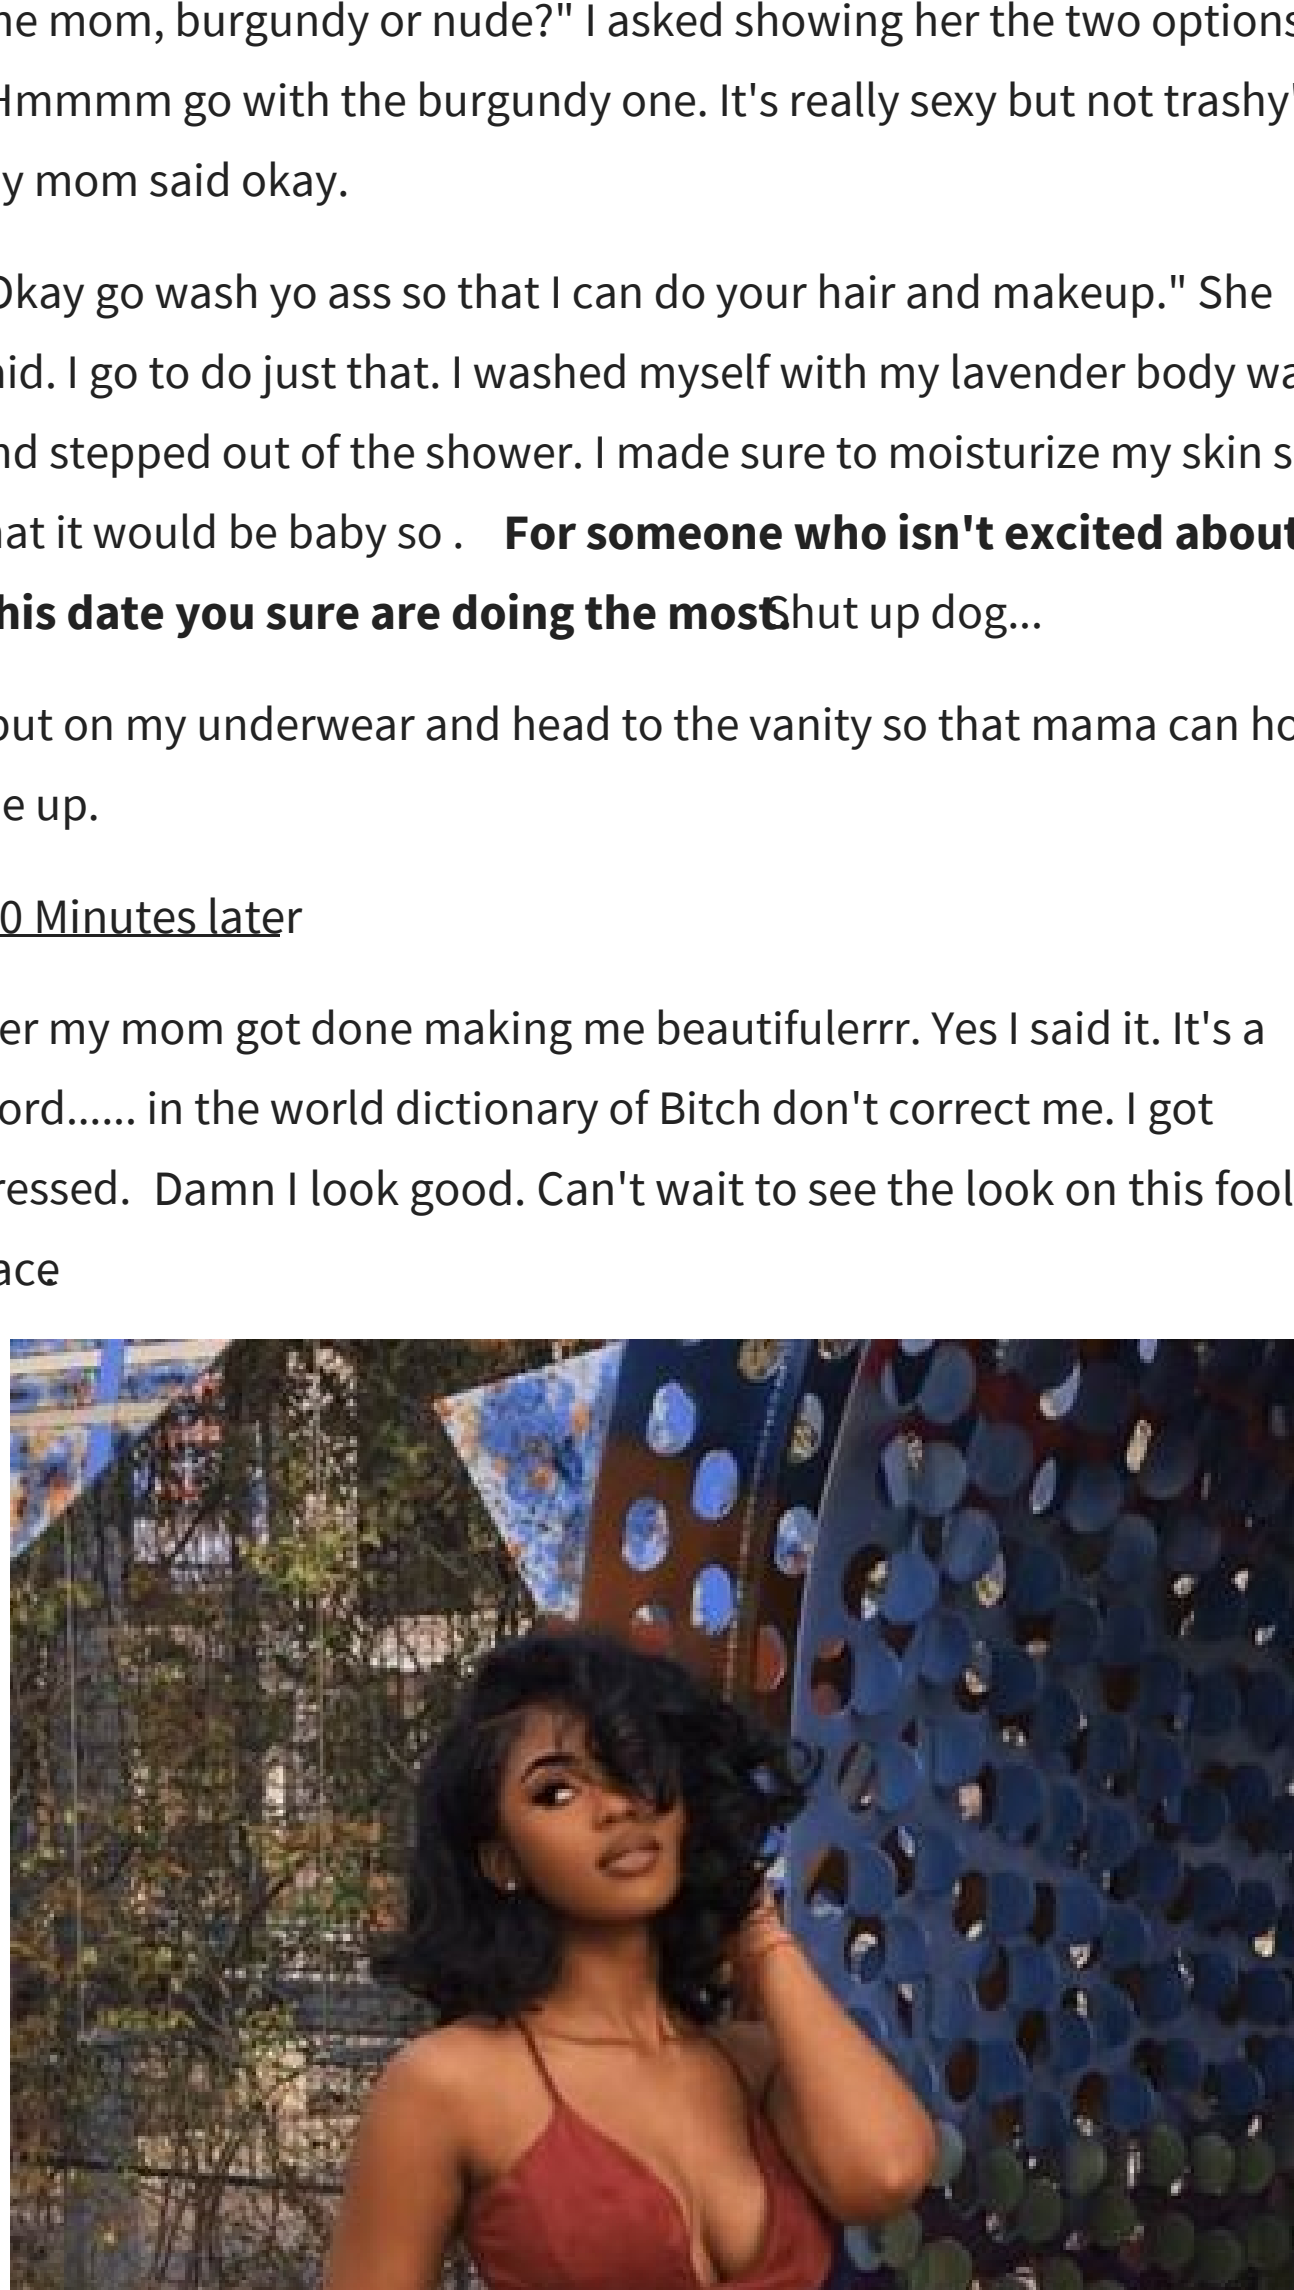 ne mom, burgundy or nude?" I asked showing her the two options
Hmmmm go with the burgundy one. It's really sexy but not trashy"
y mom said okay.
Okay go wash yo ass so that I can do your hair and makeup." She
aid. I go to do just that. I washed myself with my lavender body wa
nd stepped out of the shower. I made sure to moisturize my skin s
hat it would be baby so . For someone who isn't excited about
his date you sure are doing the most. Shut up dog...
put on my underwear and head to the vanity so that mama can ho
e up.
0 Minutes later
er my mom got done making me beautifulerrr. Yes I said it. It's a
ord...... in the world dictionary of Bitch don't correct me. I got
ressed. Damn I look good. Can't wait to see the look on this fool
ace.